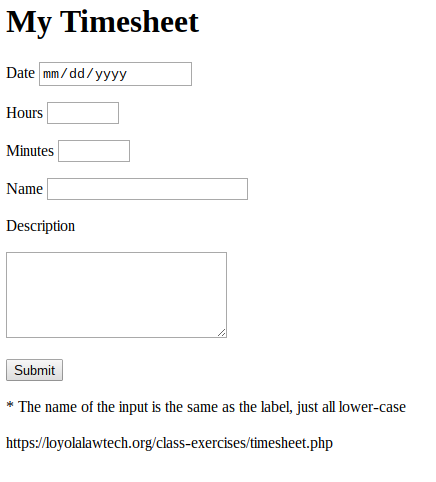 My Timesheet
Date mm/dd/yyyy
Hours
Minutes
Name
Description
Submit
* The name of the input is the same as the label, just all lower-case
https://loyolalawtech.org/class-exercises/timesheet.php